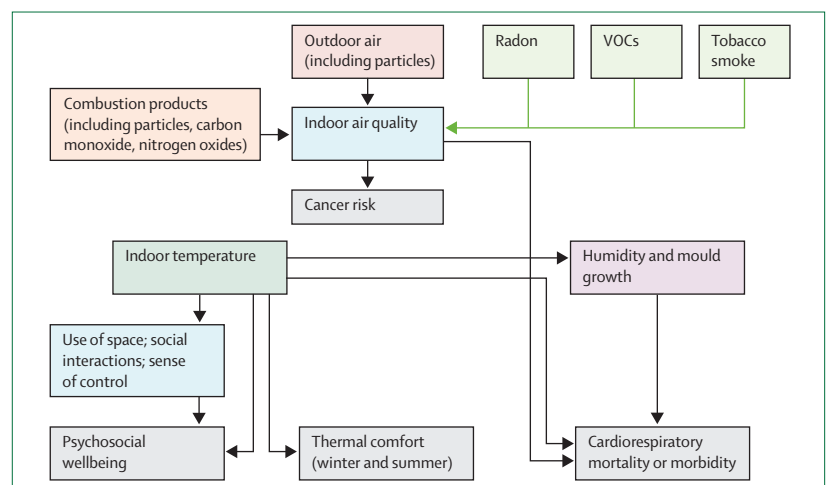 Outdoor air
(including particles)
Radon
VOCs
Tobacco
smoke
Combustion products
(including particles, carbon
monoxide, nitrogen oxides)
Indoor air quality
Cancer risk
Indoor temperature
Humidity and mould
growth
Use of space; social
interactions; sense
of control
Psychosocial
wellbeing
Thermal comfort
(winter and summer)
Cardiorespiratory
mortality or morbidity